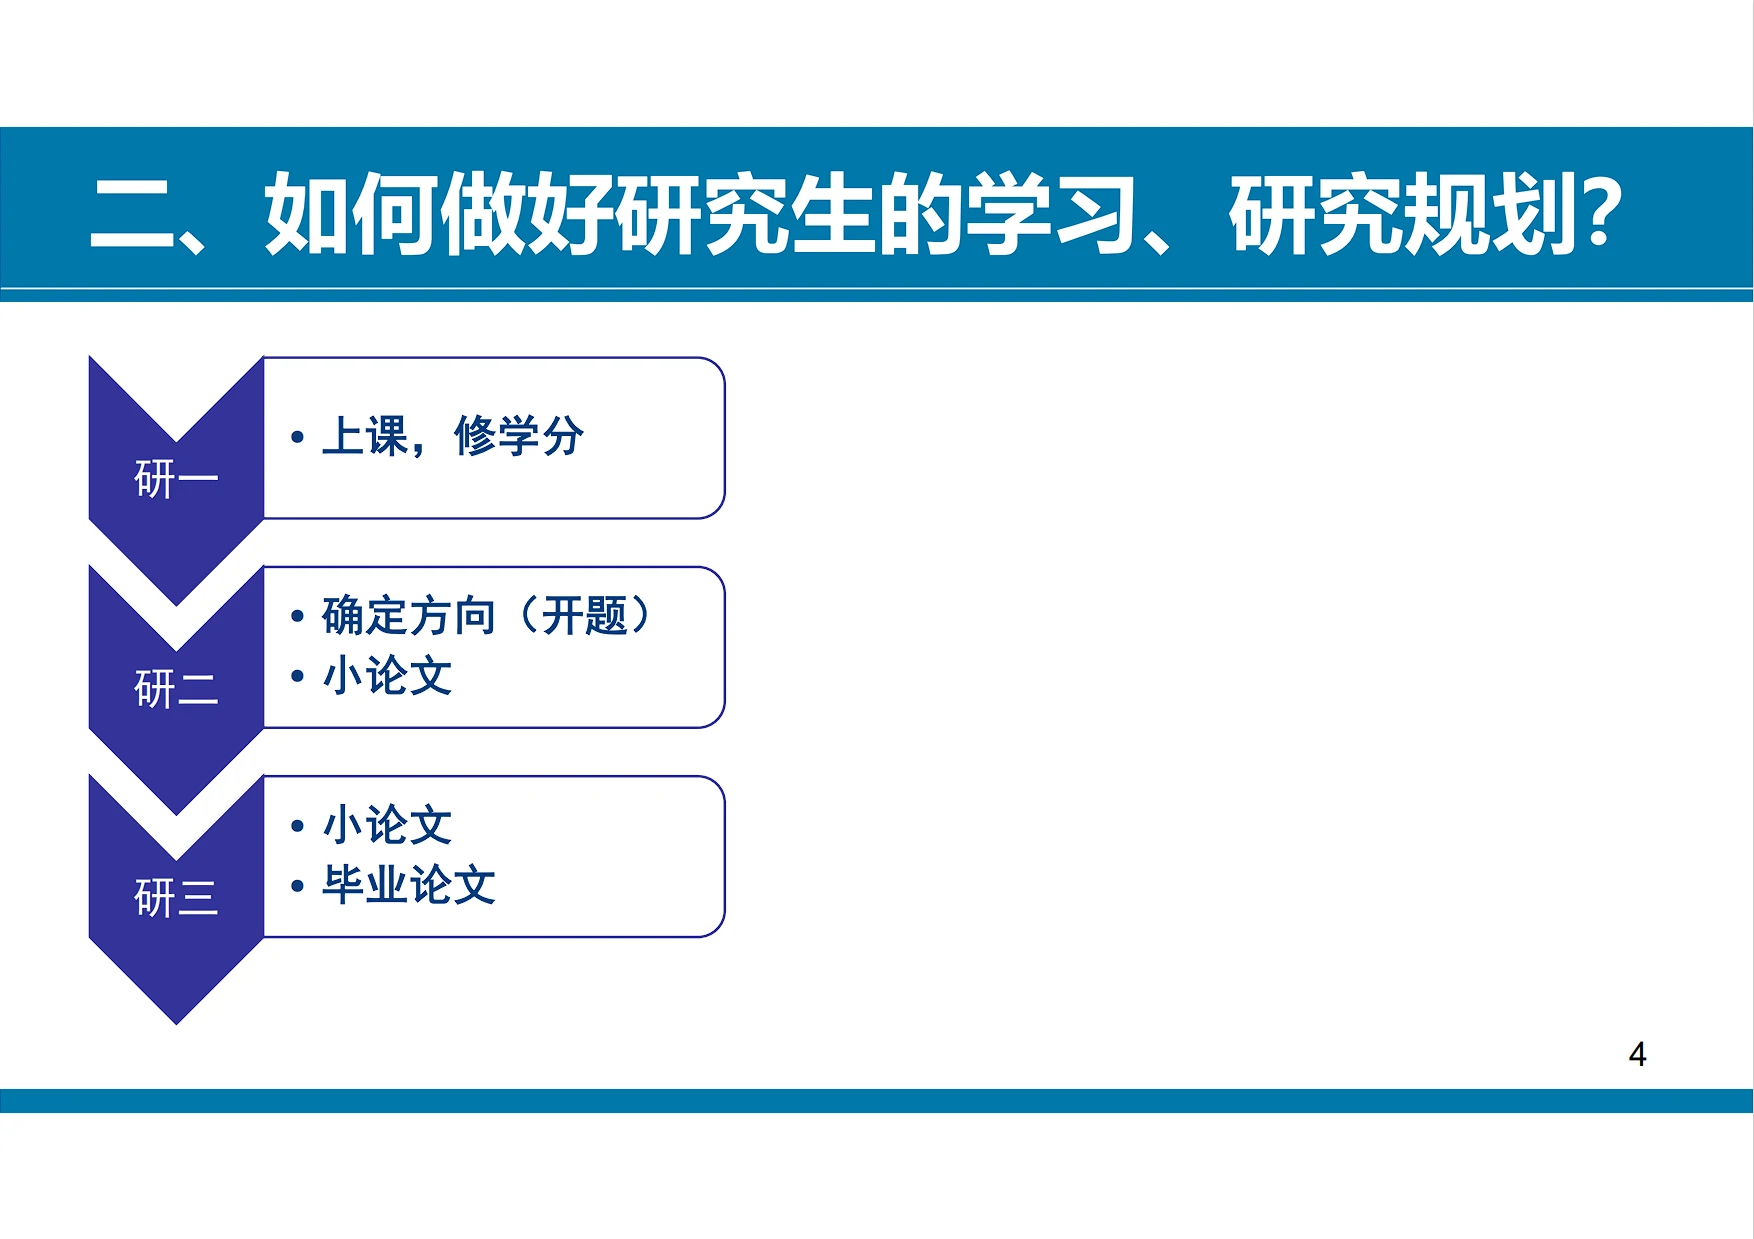 二、如何做好研究生的学习、研究规划？
研一
• 上课，修学分
研二
• 确定方向（开题）
• 小论文
研三
• 小论文
• 毕业论文
4